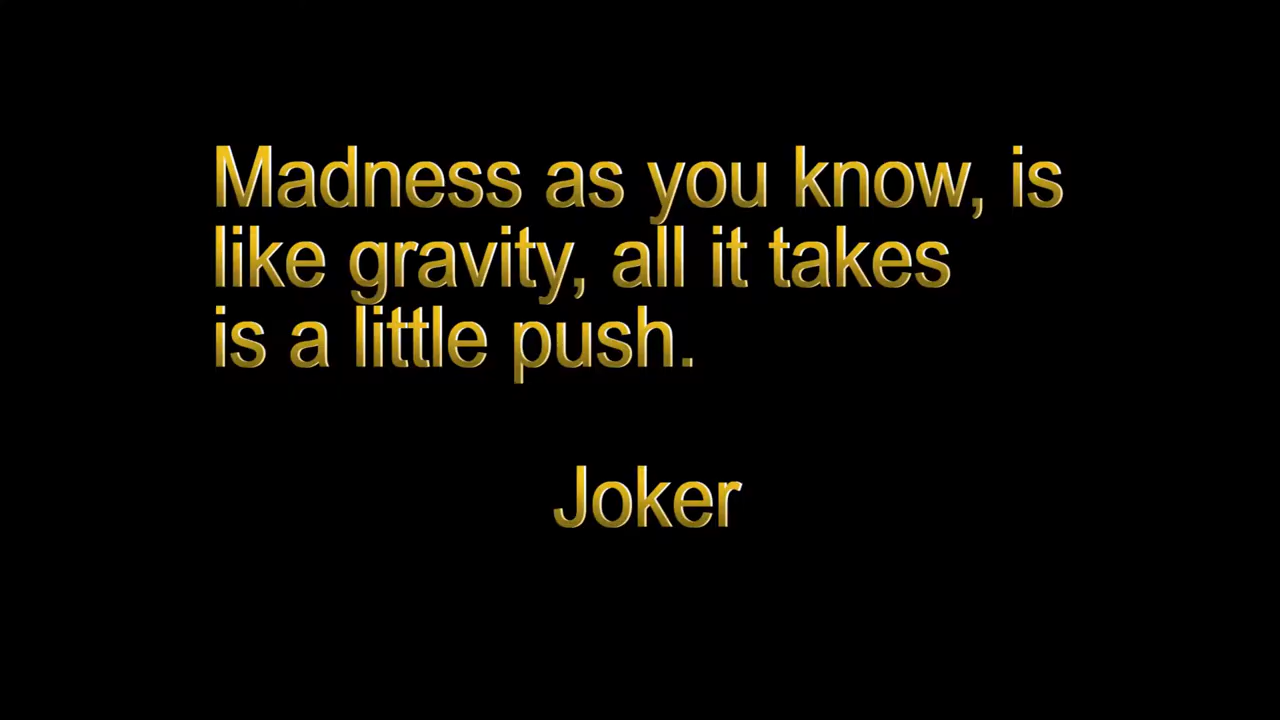 Madness as you know, is
like gravity, all it takes
is a little push.
Joker